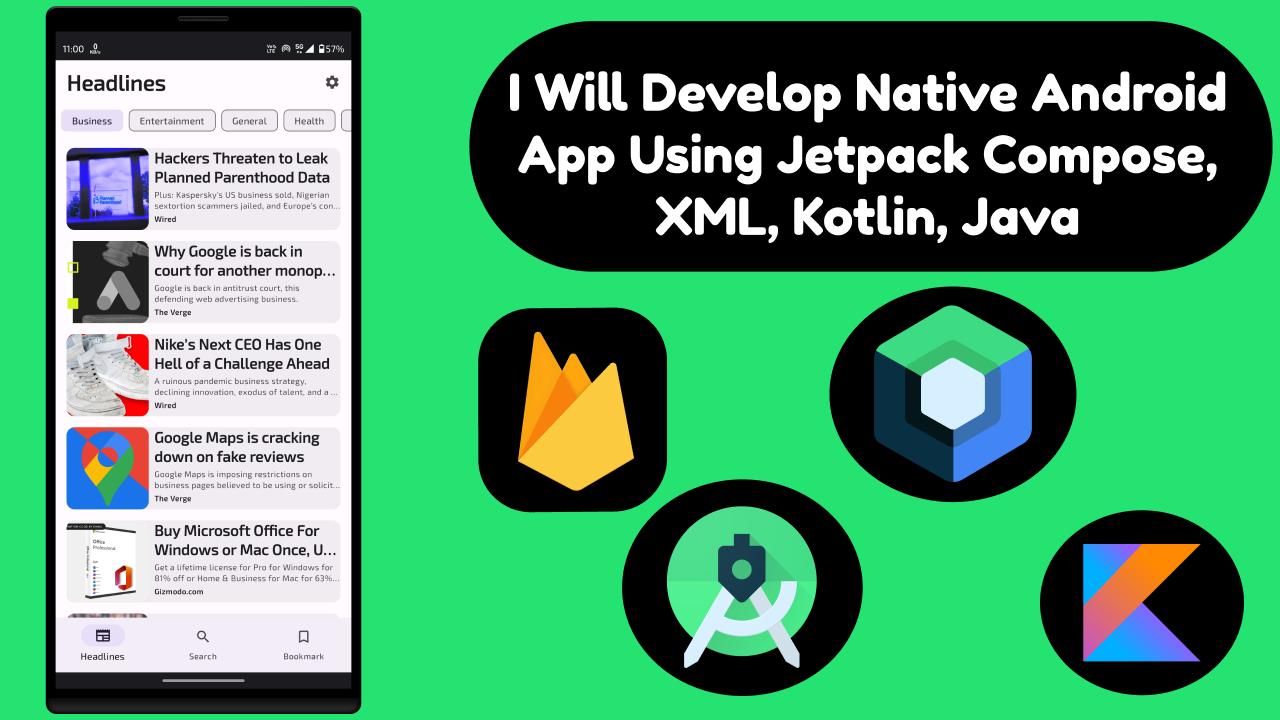 11:00
0
KB/s
Vo))
LTE
5G
57%
Headlines
Business
Entertainment
General
Health
Hackers Threaten to Leak
Planned Parenthood Data
Plus: Kaspersky's US business sold, Nigerian
sextortion scammers jailed, and Europe's con...
Wired
Why Google is back in
court for another monop...
Google is back in antitrust court, this
defending web advertising business.
The Verge
Nike's Next CEO Has One
Hell of a Challenge Ahead
A ruinous pandemic business strategy,
declining innovation, exodus of talent, and a ...
Wired
Google Maps is cracking
down on fake reviews
Google Maps is imposing restrictions on
business pages believed to be using or solicit...
The Verge
Office
Professional
Buy Microsoft Office For
Windows or Mac Once, U...
Get a lifetime license for Pro for Windows for
81% off or Home & Business for Mac for 63%...
Gizmodo.com
Headlines
Search
Bookmark
I Will Develop Native Android
App Using Jetpack Compose,
XML, Kotlin, Java